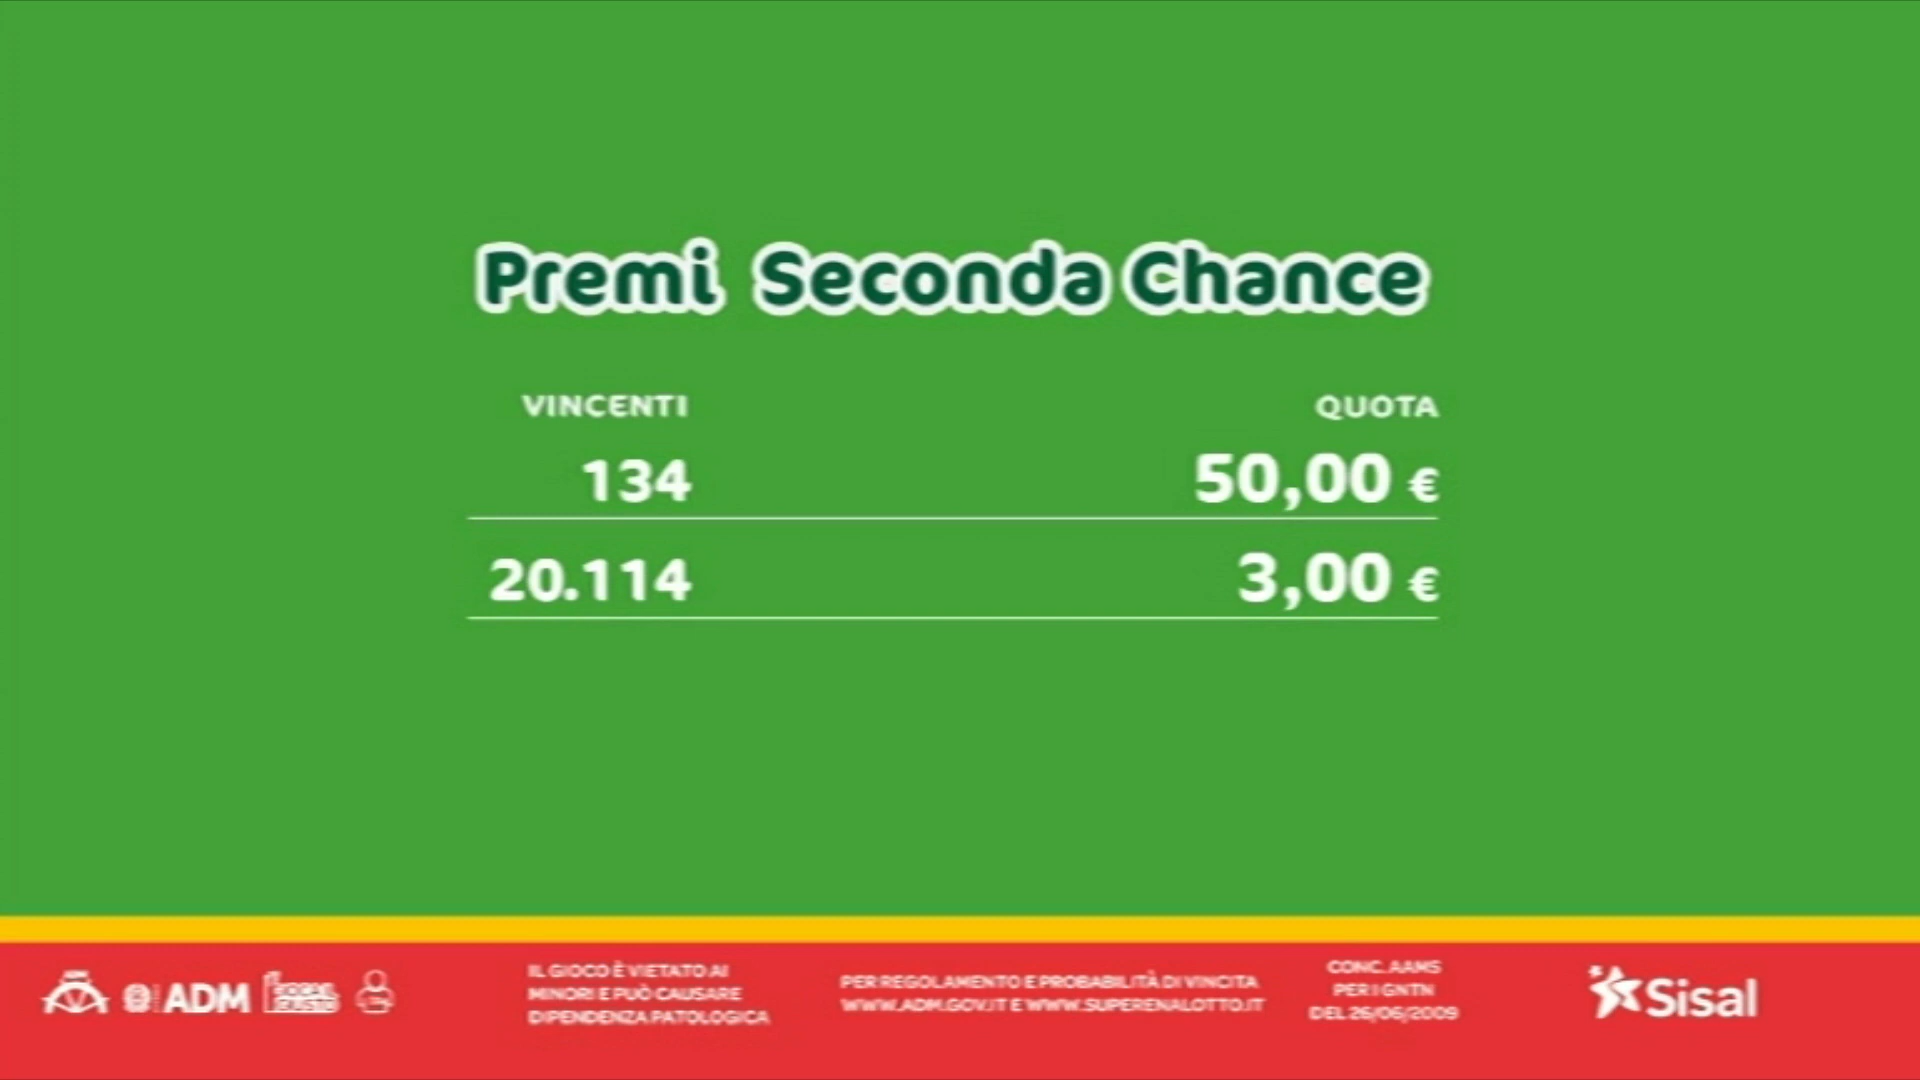 Premi Seconda Chance
VINCENTI QUOTA
134 50,00 €
20.114 3,00 €
ADM
IL GIOCO È VIETATO AI
MINORI E PUÒ CAUSARE
DIPENDENZA PATOLOGICA
PER REGOLAMENTO E PROBABILITÀ DI VINCITA
WWW.ADM.GOV.IT E WWW.SUPERENALOTTO.IT
CONC. AAMS
PER I GNTN
DEL 26/06/2009
Sisal